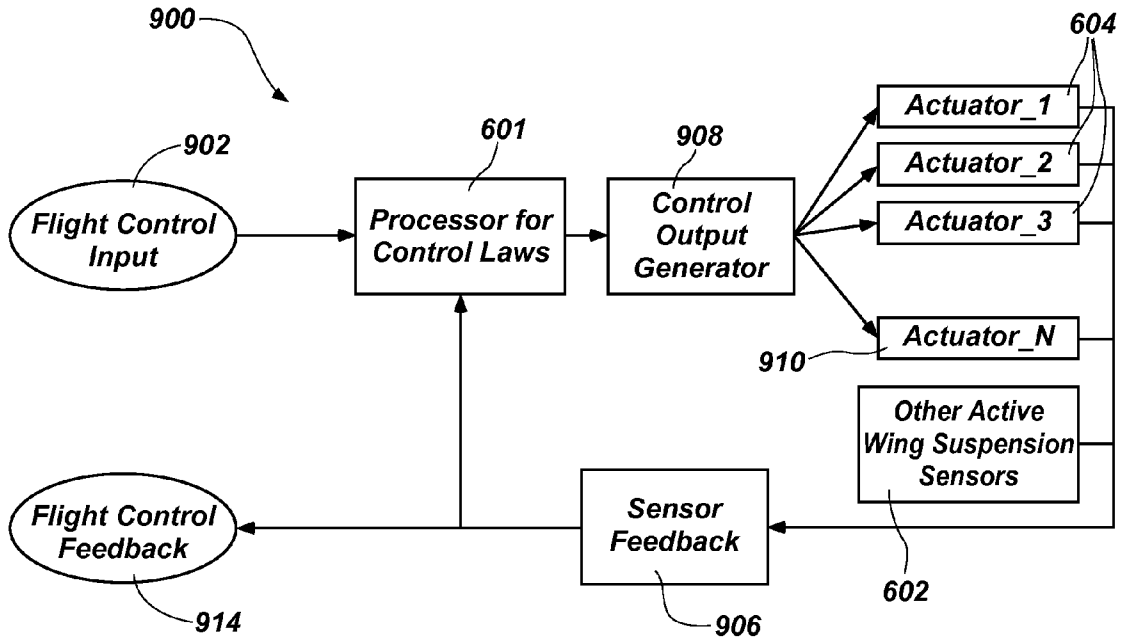 900
604
902
601
908
Actuator_1
Actuator_2
Actuator_3
Flight Control
Input
Processor for
Control Laws
Control
Output
Generator
Actuator_N
910
Other Active
Wing Suspension
Sensors
Flight Control
Feedback
Sensor
Feedback
602
914
906